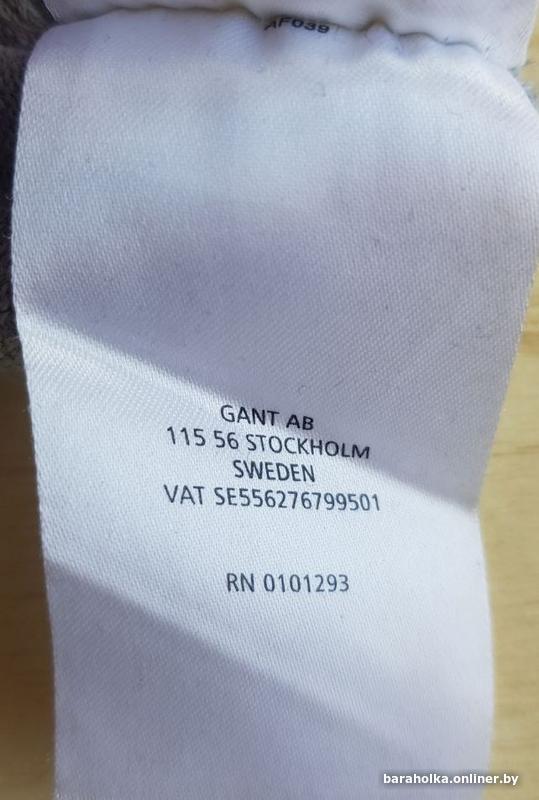 AF039
GANT AB
115 56 STOCKHOLM
SWEDEN
VAT SE556276799501
RN 0101293
baraholka.onliner.by